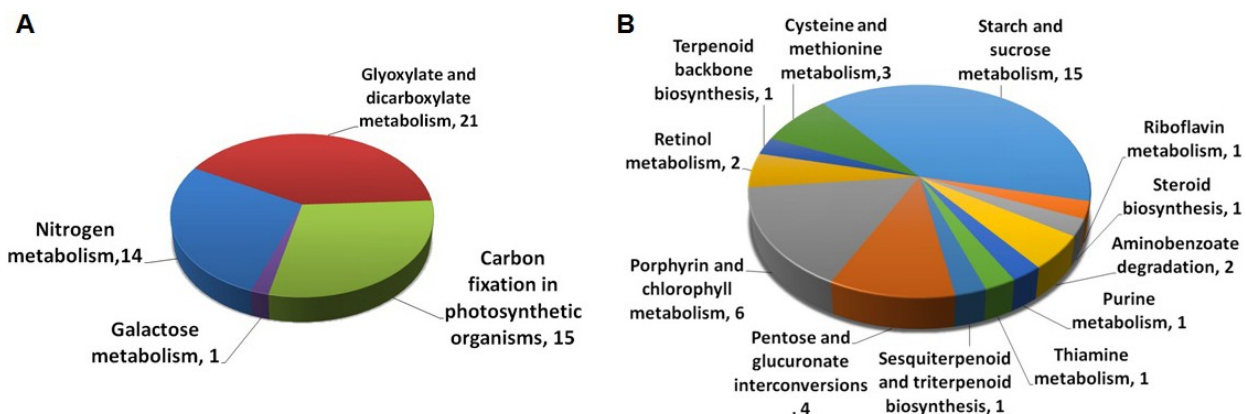 A
Glyoxylate and
dicarboxylate
metabolism, 21
Nitrogen
metabolism,14
Galactose
metabolism, 1
Carbon
fixation in
photosynthetic
organisms, 15
B
Terpenoid
backbone
biosynthesis, 1
Cysteine and
methionine
metabolism,3
Starch and
sucrose
metabolism, 15
Retinol
metabolism, 2
Riboflavin
metabolism, 1
Steroid
biosynthesis, 1
Aminobenzoate
degradation, 2
Porphyrin and
chlorophyll
metabolism, 6
Purine
metabolism, 1
Pentose and
glucuronate
interconversions
, 4
Sesquiterpenoid
and triterpenoid
biosynthesis, 1
Thiamine
metabolism, 1